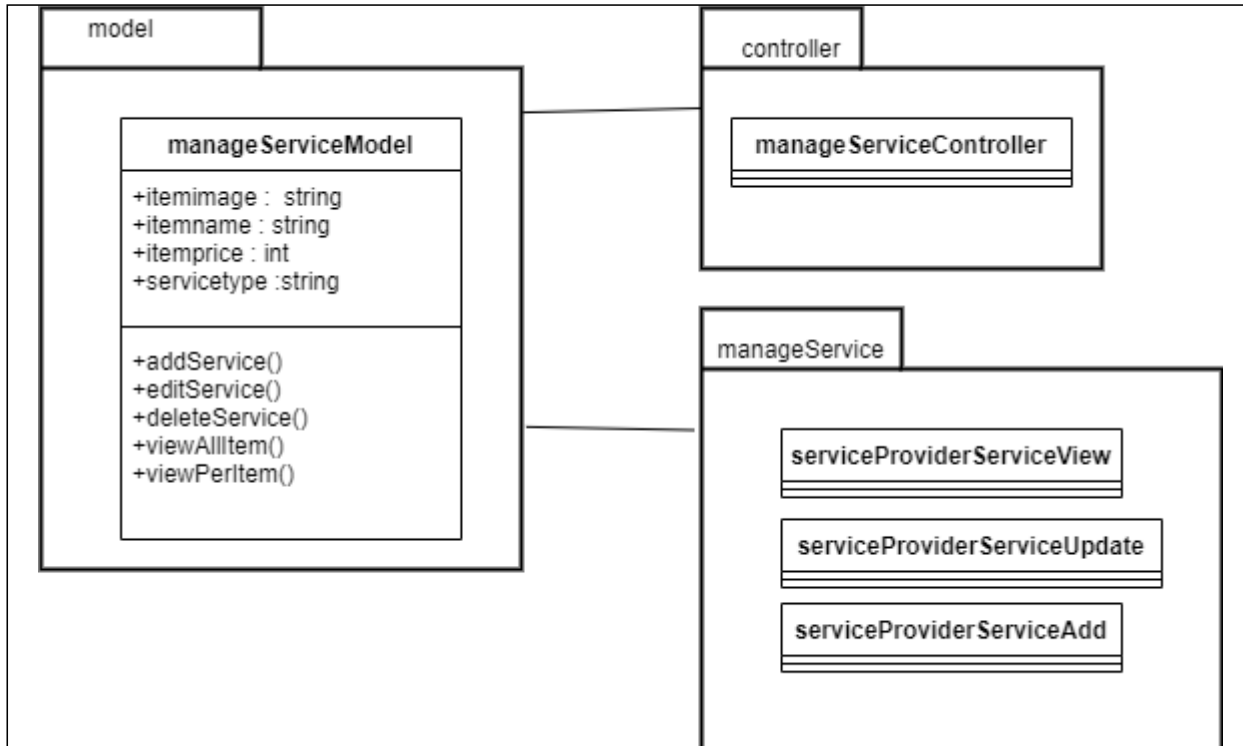 model
manageServiceModel
+itemimage : string
+itemname : string
+itemprice : int
+servicetype :string
+addService()
+editService()
+deleteService()
+viewAllItem()
+viewPerItem()
controller
manageServiceController
manageService
serviceProviderServiceView
serviceProviderServiceUpdate
serviceProviderServiceAdd